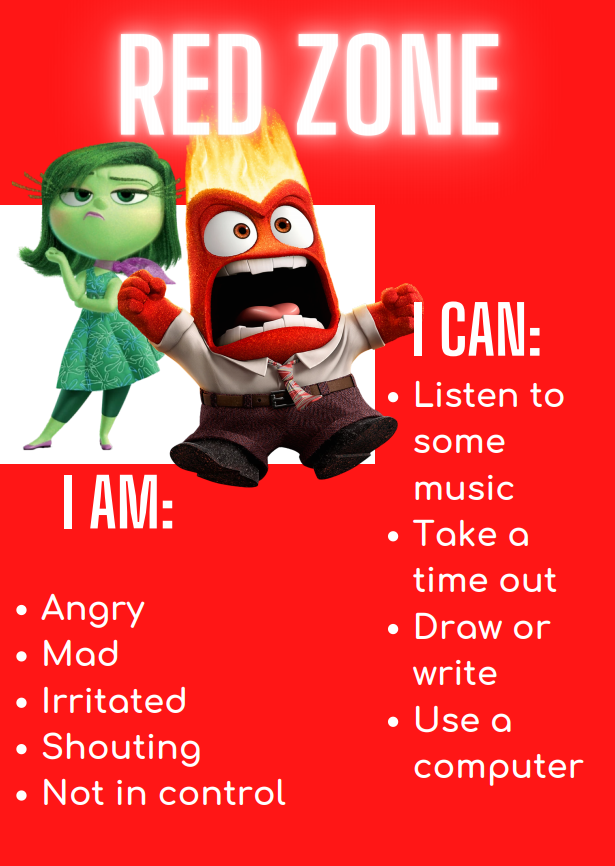 RED ZONE
I CAN:
• Listen to
some
music
• Take a
time out
• Draw or
write
• Use a
computer
I AM:
• Angry
• Mad
• Irritated
• Shouting
• Not in control